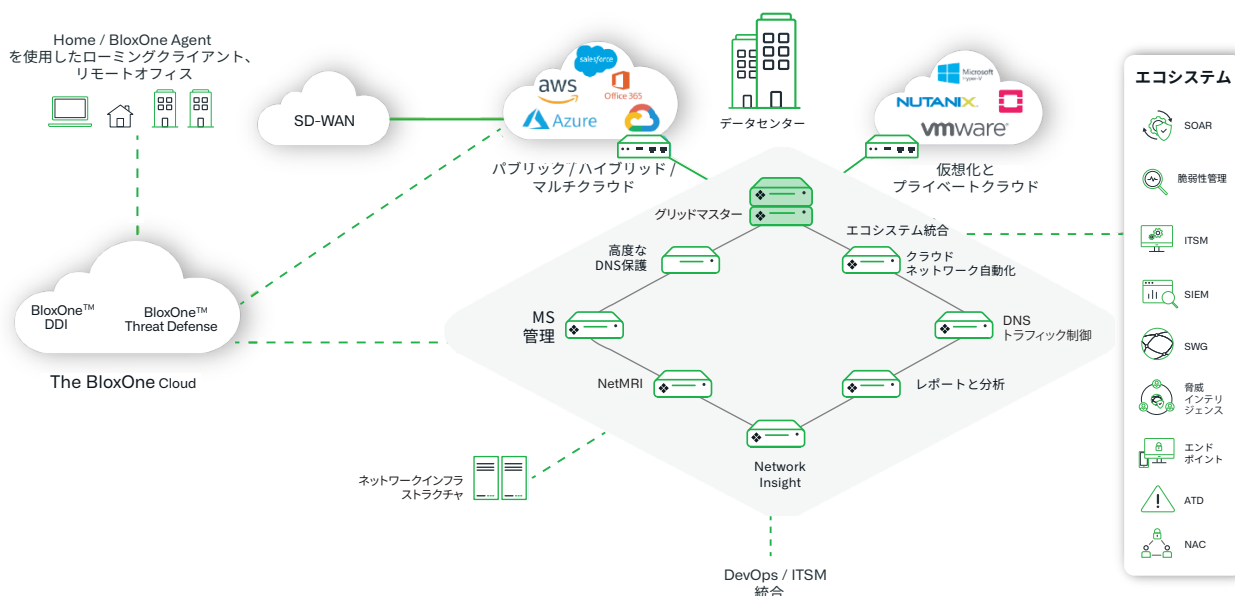 Home / BloxOne Agent
を使用したローミングクライアント、
リモートオフィス
SD-WAN
salesforce
aws
Office 365
Azure
パブリック / ハイブリッド /
マルチクラウド
データセンター
Microsoft
Hyper-V
NUTANIX
vmware
仮想化と
プライベートクラウド
エコシステム
SOAR
脆弱性管理
ITSM
SIEM
SWG
脅威
インテリ
ジェンス
エンド
ポイント
ATD
NAC
グリッドマスター
エコシステム統合
高度な
DNS保護
クラウド
ネットワーク自動化
MS
管理
DNS
トラフィック制御
NetMRI
レポートと分析
Network
Insight
BloxOne™
DDI
BloxOne™
Threat Defense
The BloxOne Cloud
ネットワークインフラ
ストラクチャ
DevOps / ITSM
統合